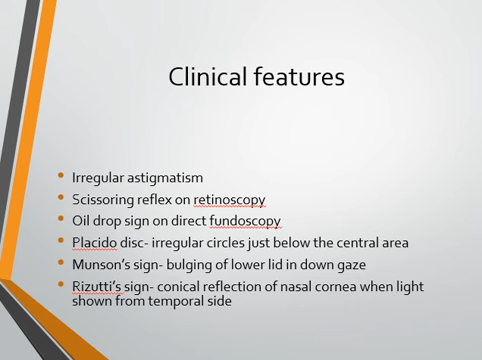 Clinical features
• Irregular astigmatism
• Scissoring reflex on retinoscopy
• Oil drop sign on direct fundoscopy
• Placido disc- irregular circles just below the central area
• Munson's sign- bulging of lower lid in down gaze
• Rizutti's sign- conical reflection of nasal cornea when light
shown from temporal side